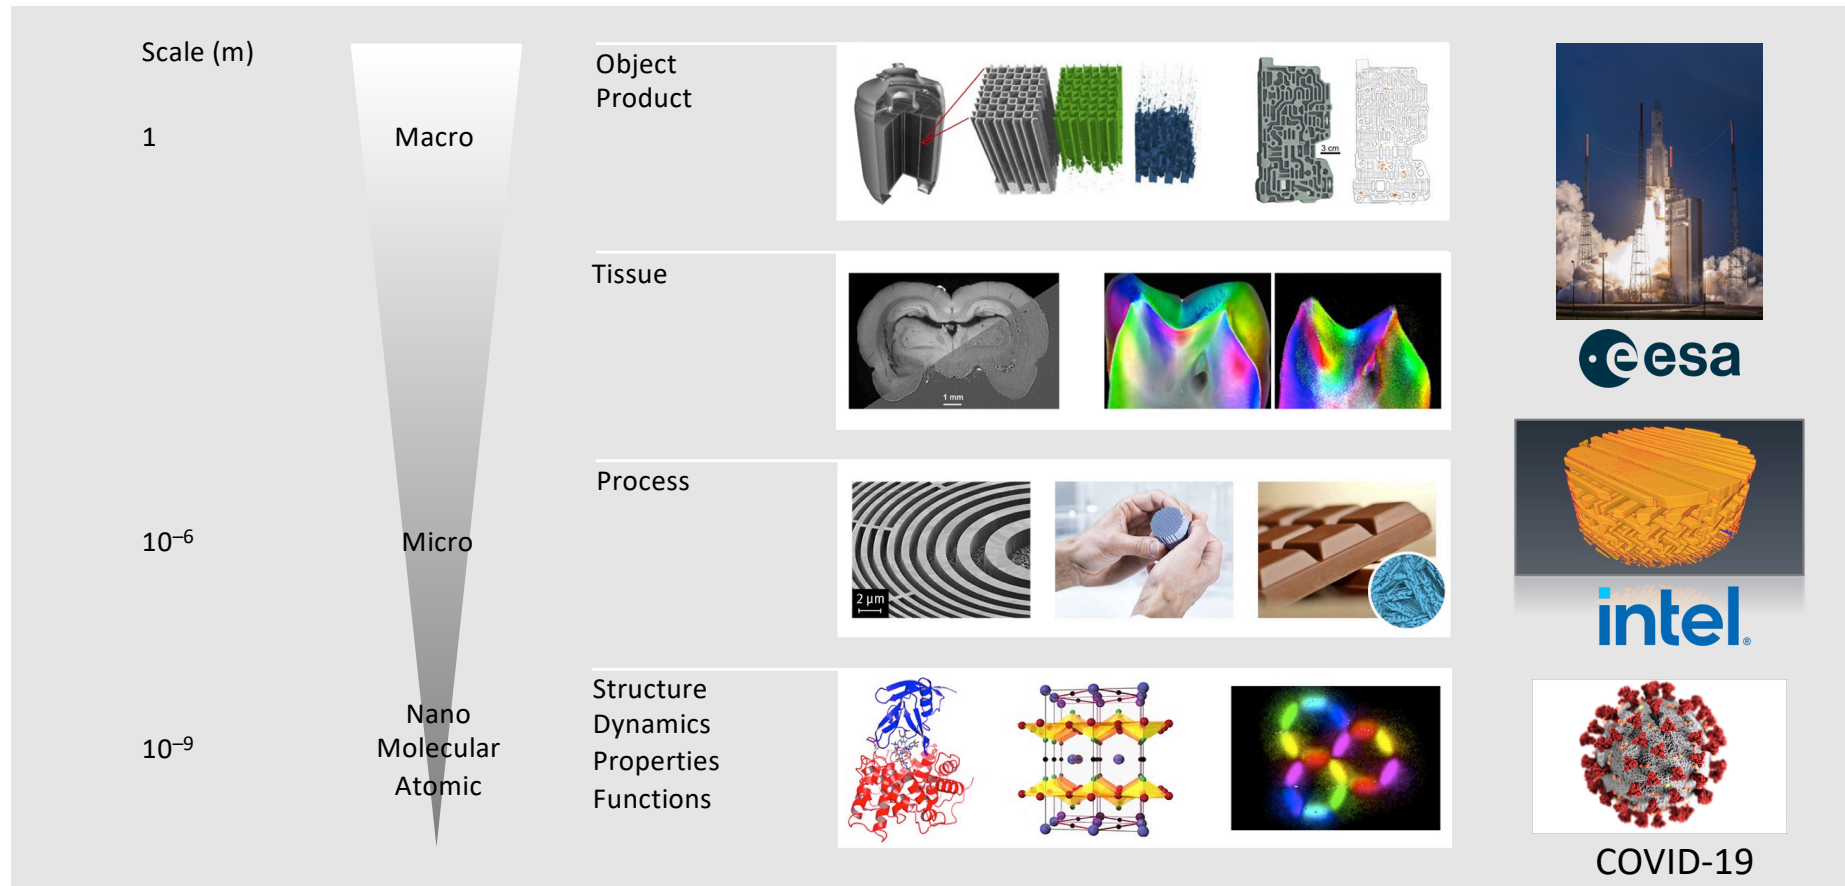 Scale (m)
1
10⁻⁶
10⁻⁹
Macro
Micro
Nano
Molecular
Atomic
Object
Product
3 cm
Tissue
1 mm
Process
2 µm
Structure
Dynamics
Properties
Functions
esa
intel®
COVID-19